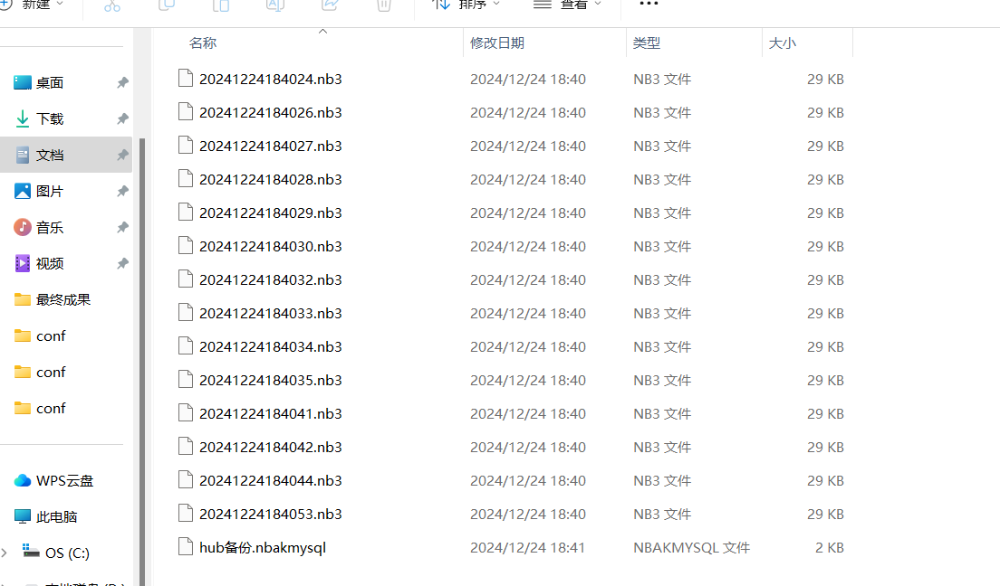 新建 排序 查看
名称 修改日期 类型 大小
桌面
下载
文档
图片
音乐
视频
最终成果
conf
conf
conf
WPS云盘
此电脑
OS (C:)
20241224184024.nb3 2024/12/24 18:40 NB3 文件 29 KB
20241224184026.nb3 2024/12/24 18:40 NB3 文件 29 KB
20241224184027.nb3 2024/12/24 18:40 NB3 文件 29 KB
20241224184028.nb3 2024/12/24 18:40 NB3 文件 29 KB
20241224184029.nb3 2024/12/24 18:40 NB3 文件 29 KB
20241224184030.nb3 2024/12/24 18:40 NB3 文件 29 KB
20241224184032.nb3 2024/12/24 18:40 NB3 文件 29 KB
20241224184033.nb3 2024/12/24 18:40 NB3 文件 29 KB
20241224184034.nb3 2024/12/24 18:40 NB3 文件 29 KB
20241224184035.nb3 2024/12/24 18:40 NB3 文件 29 KB
20241224184041.nb3 2024/12/24 18:40 NB3 文件 29 KB
20241224184042.nb3 2024/12/24 18:40 NB3 文件 29 KB
20241224184044.nb3 2024/12/24 18:40 NB3 文件 29 KB
20241224184053.nb3 2024/12/24 18:40 NB3 文件 29 KB
hub备份.nbakmysql 2024/12/24 18:41 NBAKMYSQL 文件 2 KB